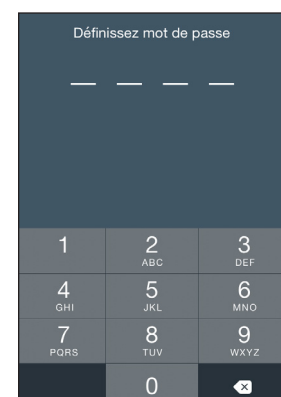 Définissez mot de passe
1 2 3
ABC DEF
4 5 6
GHI JKL MNO
7 8 9
PQRS TUV WXYZ
0